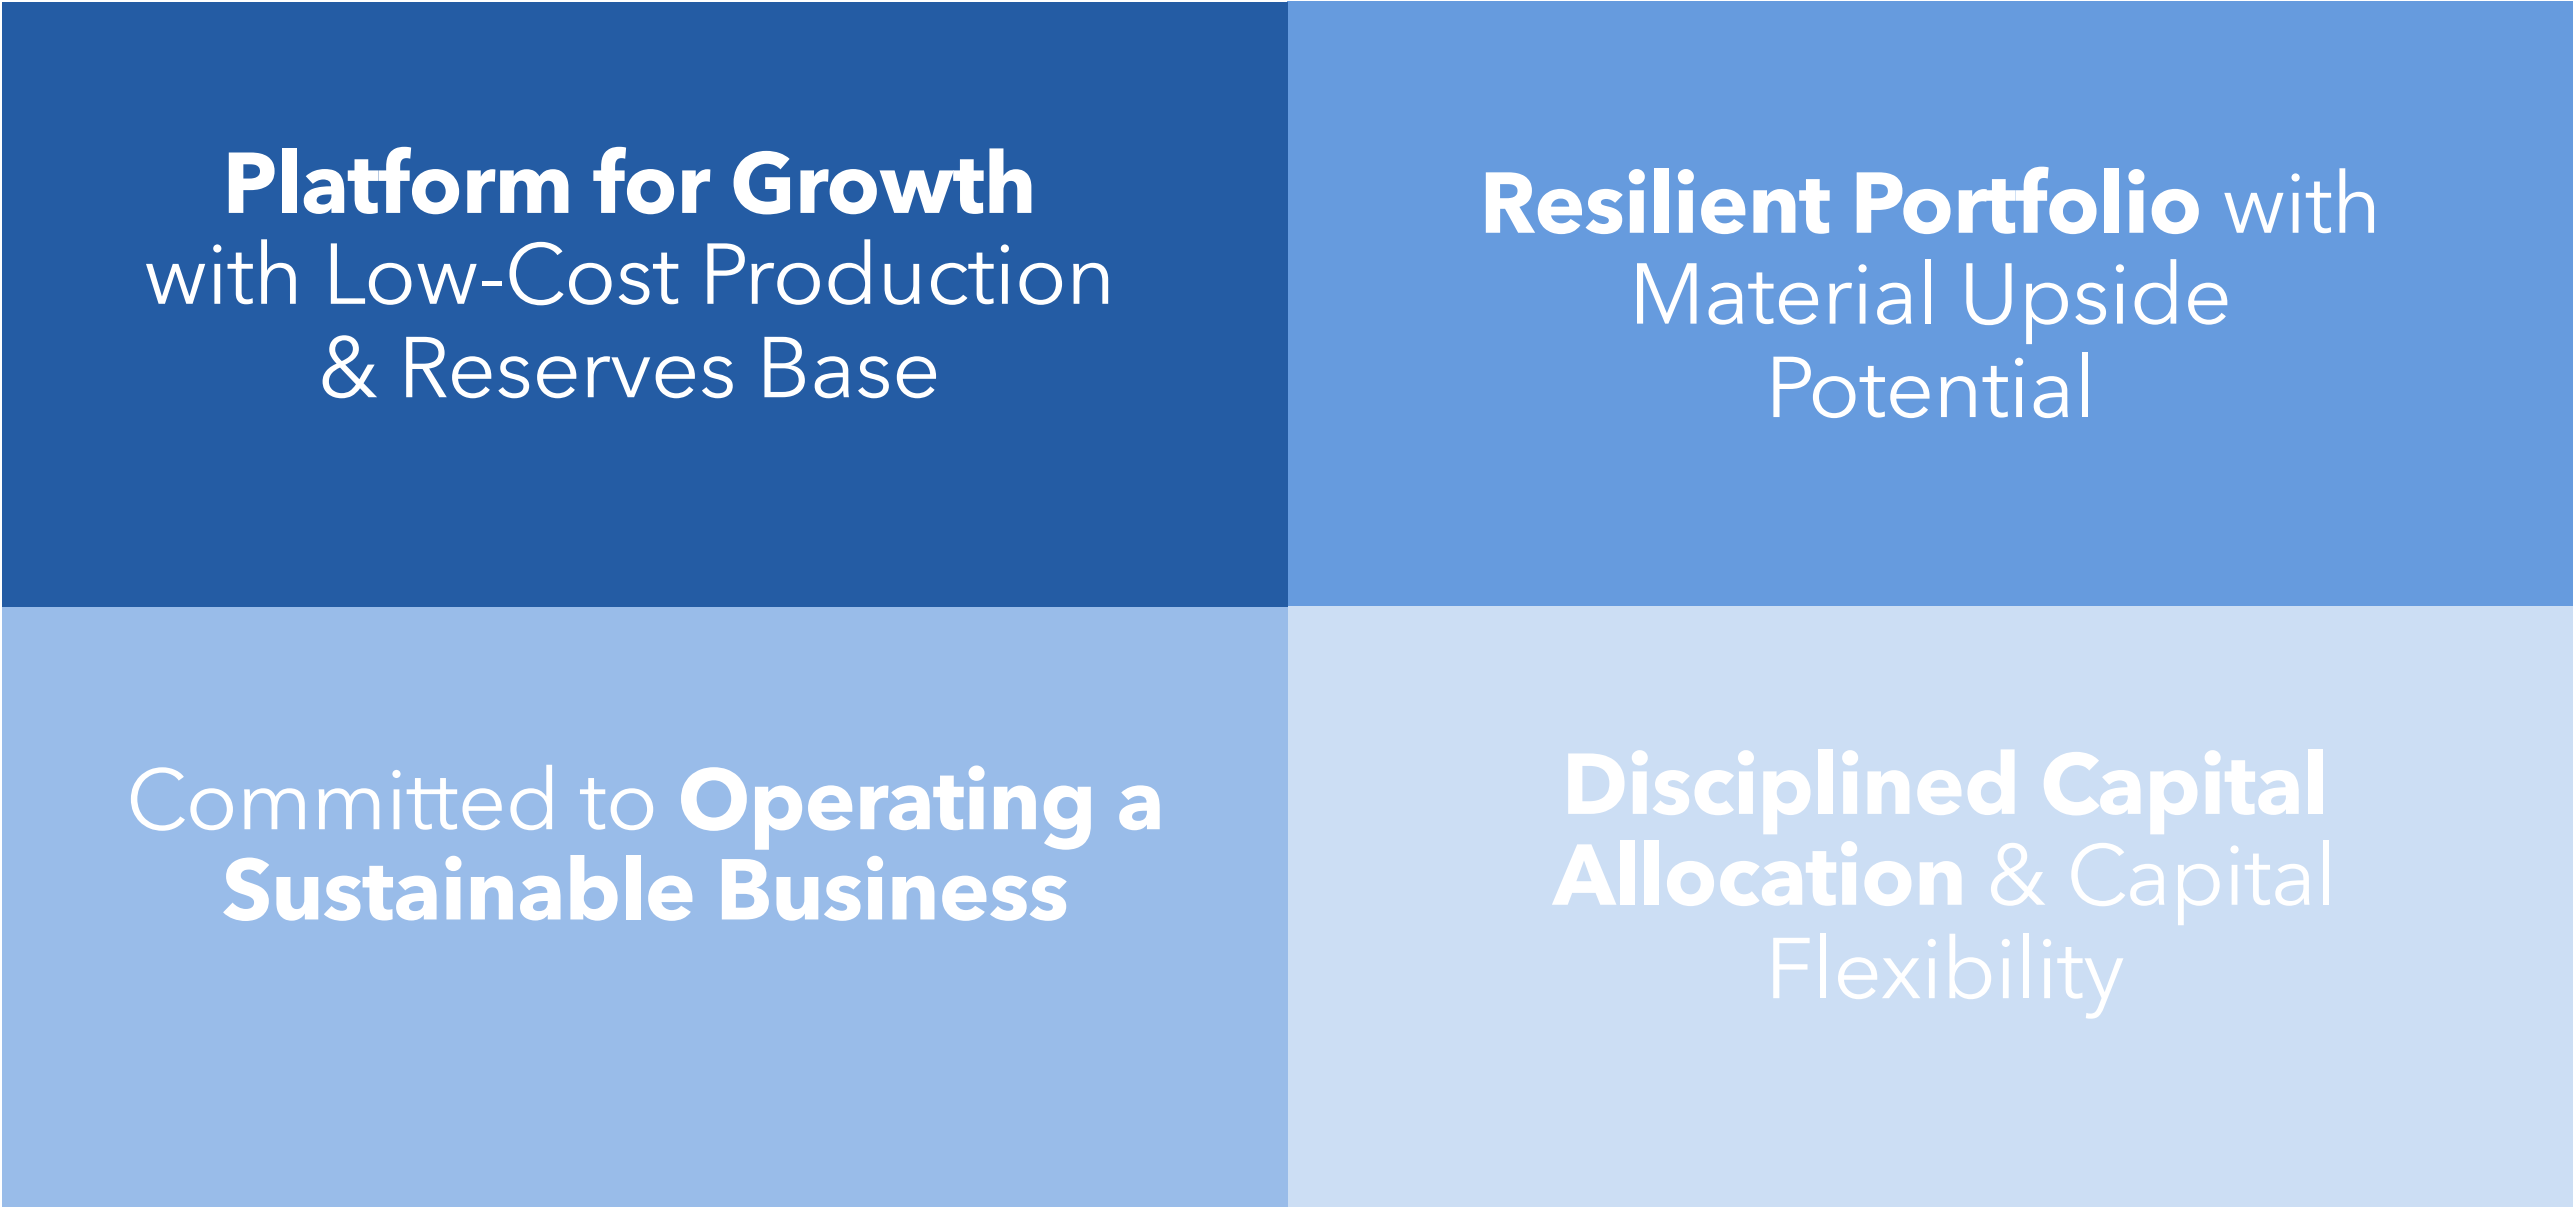 Platform for Growth
with Low-Cost Production
& Reserves Base
Resilient Portfolio with
Material Upside
Potential
Committed to Operating a
Sustainable Business
Disciplined Capital
Allocation & Capital
Flexibility